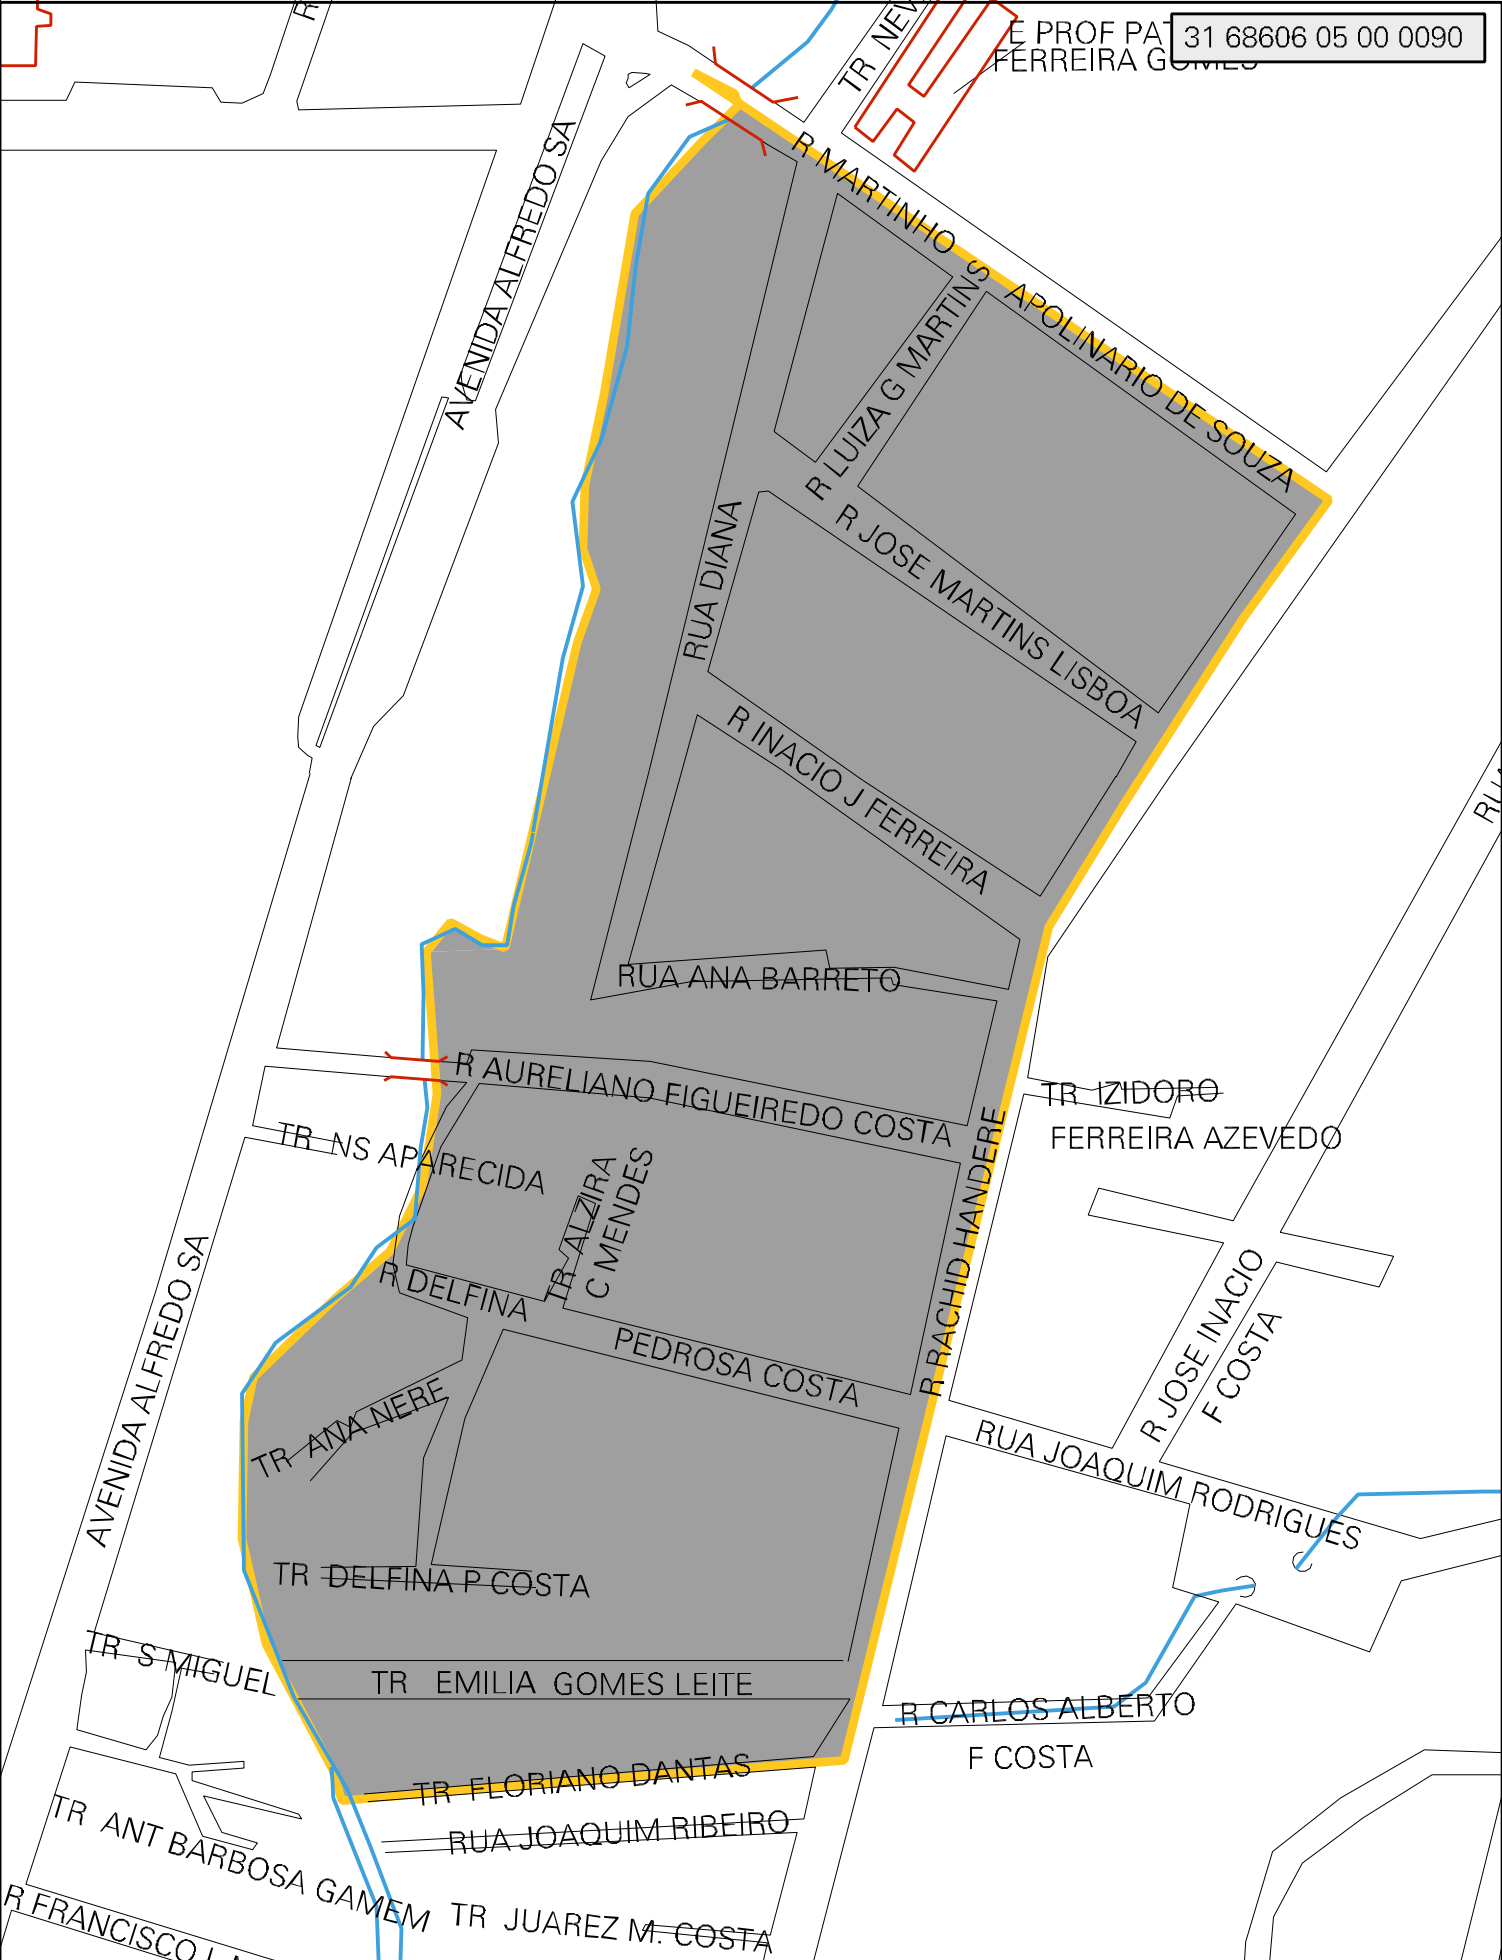 E PROF PAT
FERREIRA GOMES
31 68606 05 00 0090
TR NEV
AVENIDA ALFREDO SA
R MARTINHO S APOLINARIO DE SOUZA
R LUIZA G MARTINS
R JOSE MARTINS LISBOA
RUA DIANA
R INACIO J FERREIRA
RUA ANA BARRETO
R AURELIANO FIGUEIREDO COSTA
TR IZIDORO
FERREIRA AZEVEDO
TR NS APARECIDA
TR ALZIRA
C MENDES
R RACHID HANDERE
R DELFINA PEDROSA COSTA
AVENIDA ALFREDO SA
R JOSE INACIO
F COSTA
TR ANA NERE
RUA JOAQUIM RODRIGUES
TR DELFINA P COSTA
TR S MIGUEL
TR EMILIA GOMES LEITE
R CARLOS ALBERTO
F COSTA
TR FLORIANO DANTAS
RUA JOAQUIM RIBEIRO
TR ANT BARBOSA GAMEM
TR JUAREZ M. COSTA
R FRANCISCO L